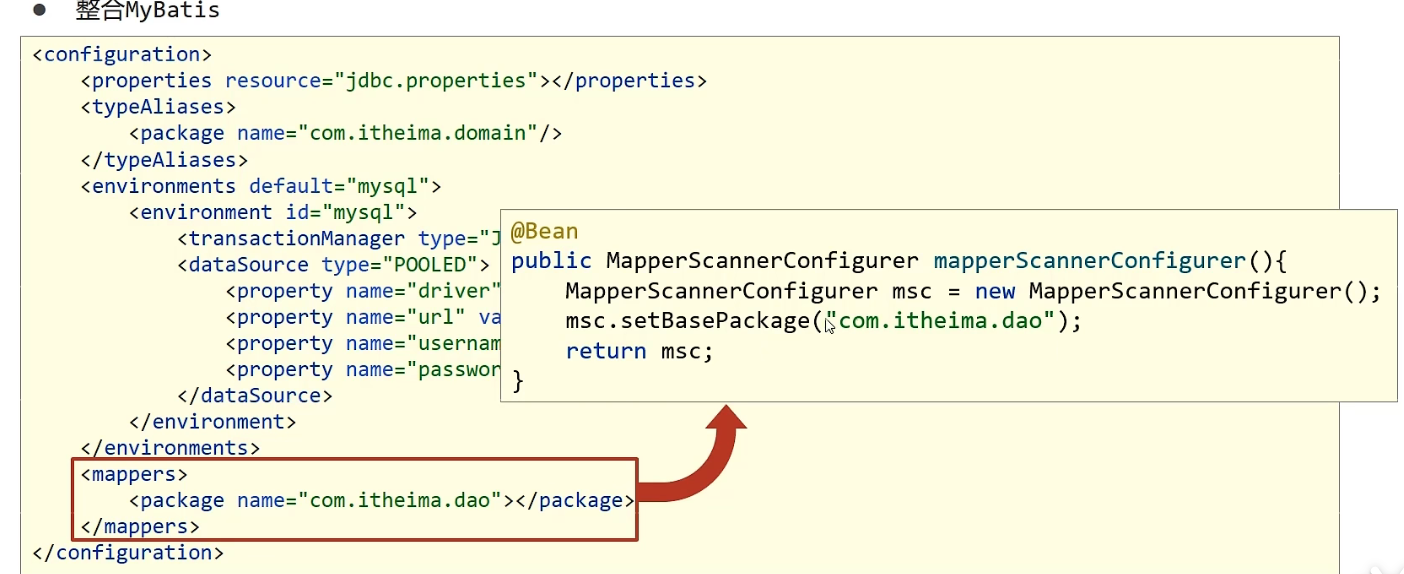 ● 整合MyBatis
<configuration>
<properties resource="jdbc.properties"></properties>
<typeAliases>
<package name="com.itheima.domain"/>
</typeAliases>
<environments default="mysql">
<environment id="mysql">
<transactionManager type="J
<dataSource type="POOLED">
<property name="driver"
<property name="url" va
<property name="usernam
<property name="passwor
</dataSource>
</environment>
</environments>
<mappers>
<package name="com.itheima.dao"></package>
</mappers>
</configuration>
@Bean
public MapperScannerConfigurer mapperScannerConfigurer(){
MapperScannerConfigurer msc = new MapperScannerConfigurer();
msc.setBasePackage("com.itheima.dao");
return msc;
}